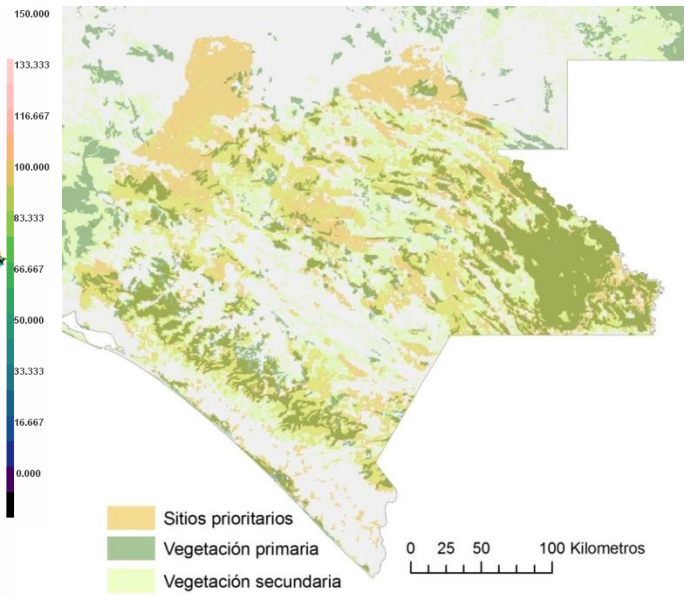 150.000
133.333
116.667
100.000
83.333
66.667
50.000
33.333
16.667
0.000
Sitios prioritarios
Vegetación primaria
Vegetación secundaria
0 25 50 100 Kilometros